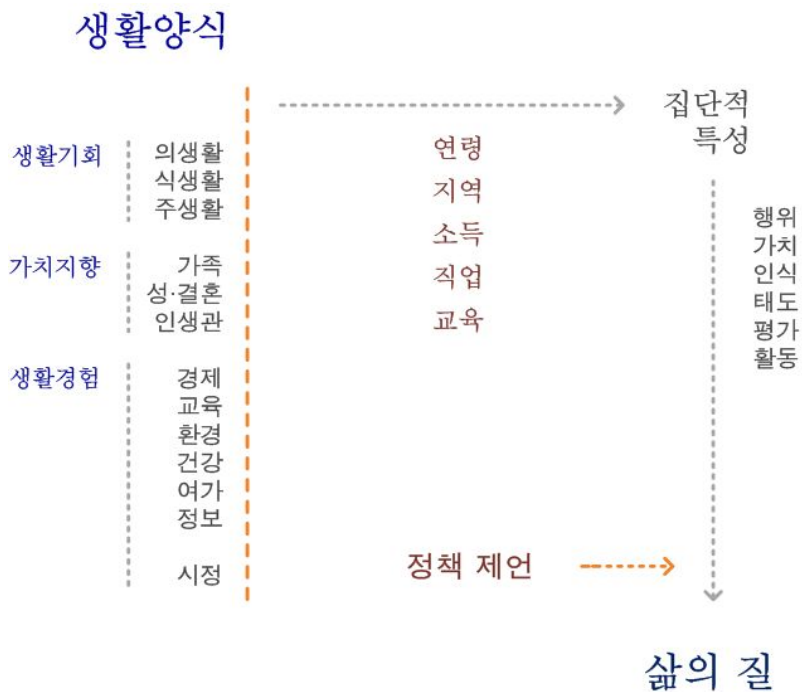 생활양식
집단적
특성
생활기회
의생활
식생활
주생활
가치지향
가족
성·결혼
인생관
생활경험
경제
교육
환경
건강
여가
정보
시정
연령
지역
소득
직업
교육
행위
가치
인식
태도
평가
활동
정책 제언
삶의 질